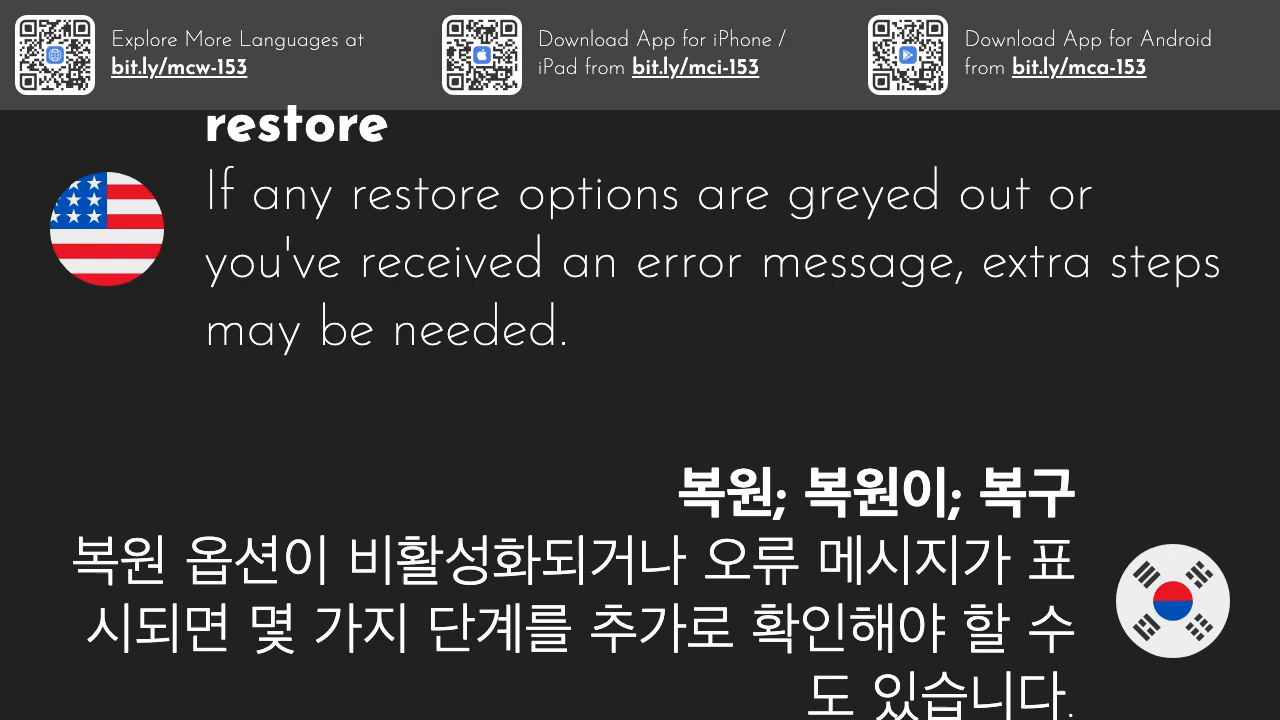 Explore More Languages at
bit.ly/mcw-153
Download App for iPhone /
iPad from bit.ly/mci-153
Download App for Android
from bit.ly/mca-153
restore
If any restore options are greyed out or
you've received an error message, extra steps
may be needed.
복원; 복원이; 복구
복원 옵션이 비활성화되거나 오류 메시지가 표
시되면 몇 가지 단계를 추가로 확인해야 할 수
도 있습니다.